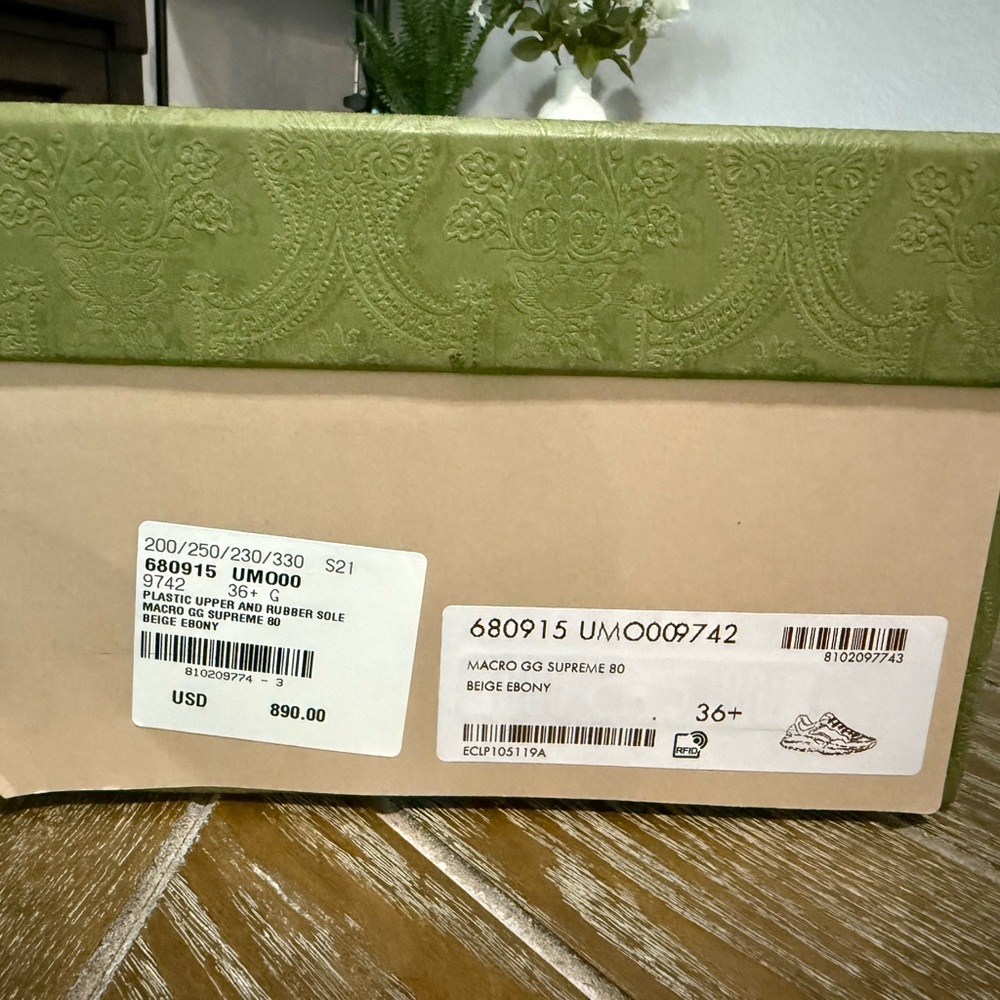 200/250/230/330 S21
680915 UMO00
9742 36+ G
PLASTIC UPPER AND RUBBER SOLE
MACRO GG SUPREME 80
BEIGE EBONY
810209774 - 3
USD 890.00
680915 UMO009742
8102097743
MACRO GG SUPREME 80
BEIGE EBONY
36+
ECLP105119A
RFID